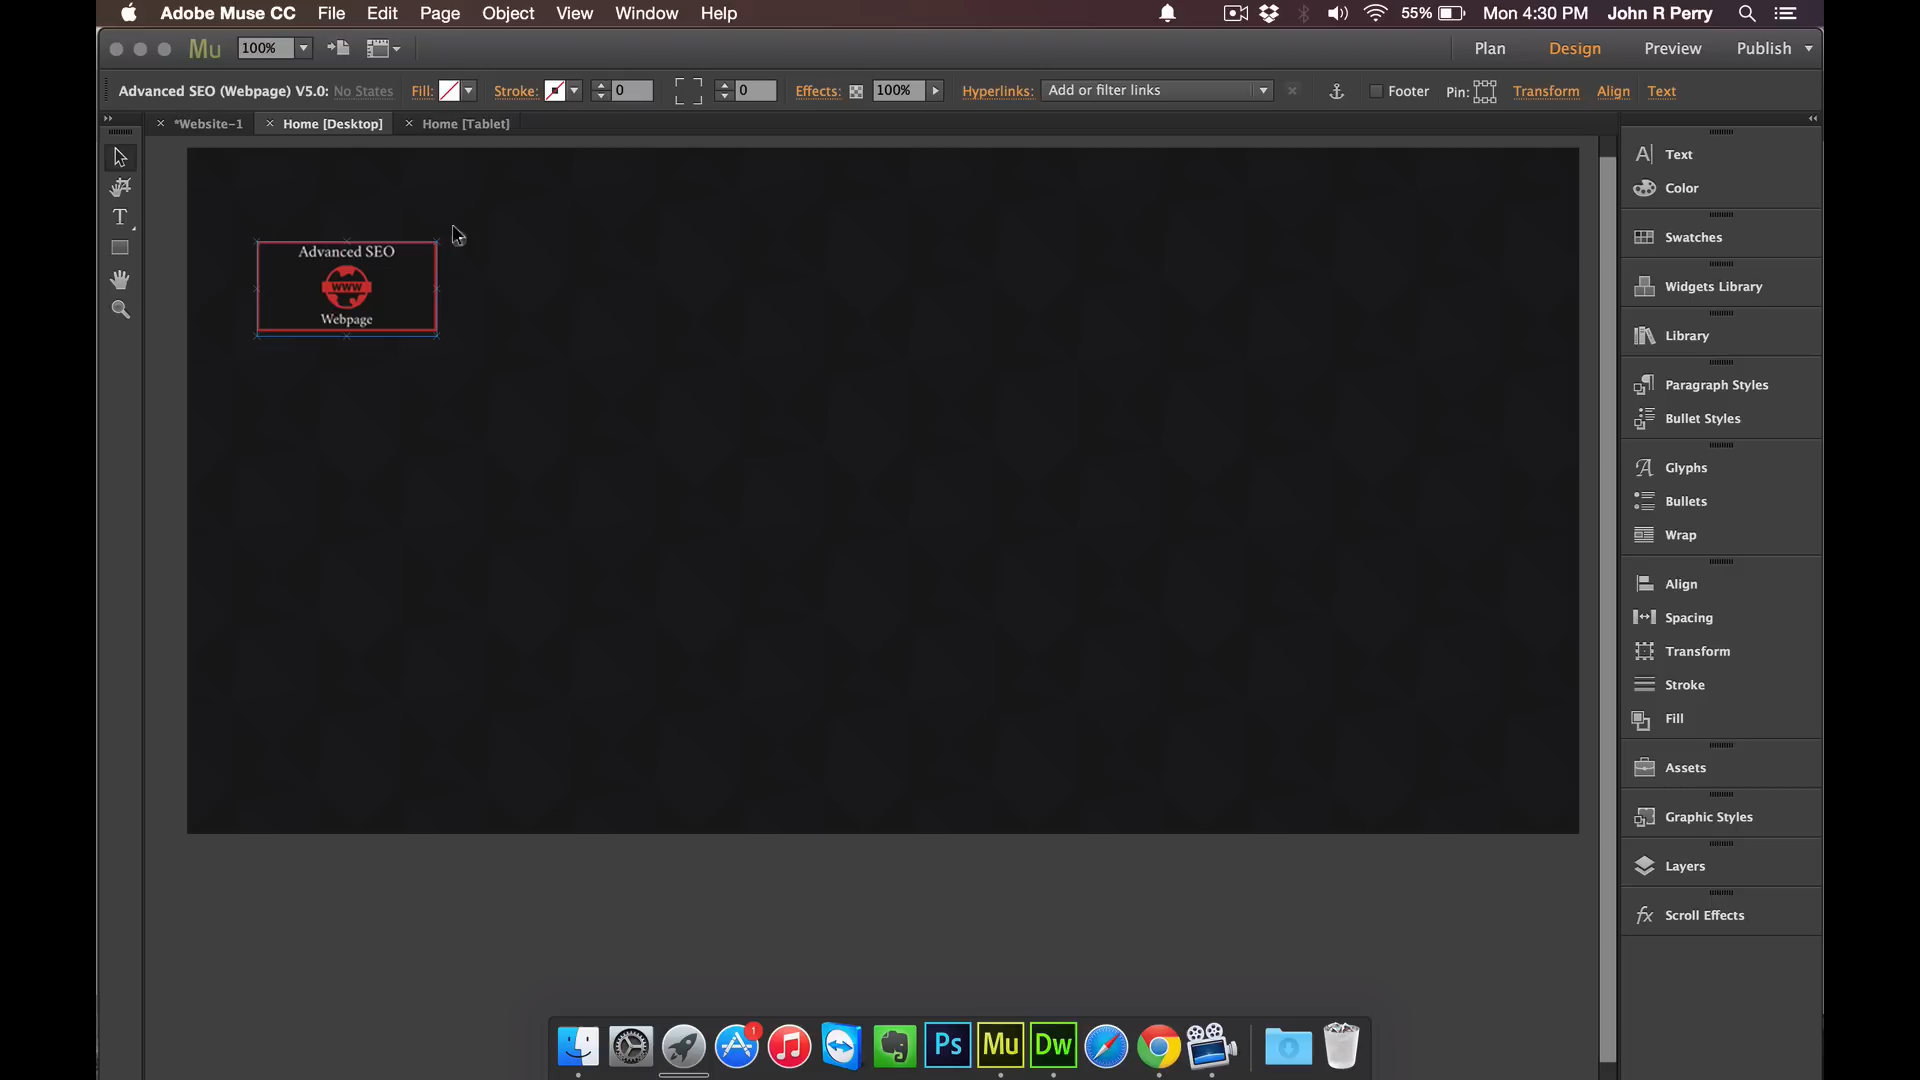 Adobe Muse CC File Edit Page Object View Window Help 55% Mon 4:30 PM John R Perry
Mu 100% Plan Design Preview Publish
Advanced SEO (Webpage) V5.0: No States Fill: Stroke: 0 0 Effects: 100% Hyperlinks: Add or filter links Footer Pin: Transform Align Text
*Website-1 Home [Desktop] Home [Tablet]
Advanced SEO
WWW
Webpage
T
Text
Color
Swatches
Widgets Library
Library
Paragraph Styles
Bullet Styles
Glyphs
Bullets
Wrap
Align
Spacing
Transform
Stroke
Fill
Assets
Graphic Styles
Layers
Scroll Effects
1
Ps Mu Dw